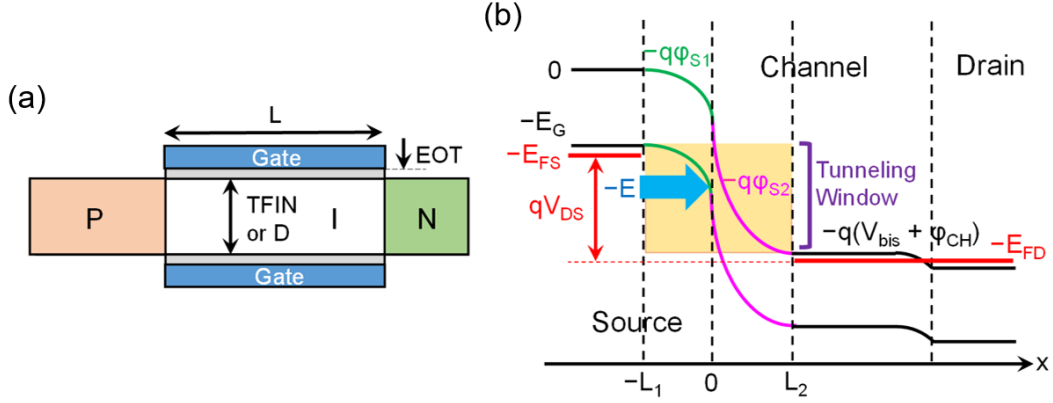 (a)
L
Gate
EOT
P
TFIN
or D
I
N
Gate
(b)
0
−qφS1
Channel
Drain
−EG
−EFS
−E
−qφS2
Tunneling
Window
qVDS
−q(Vbis + φCH)
−EFD
Source
−L1
0
L2
x